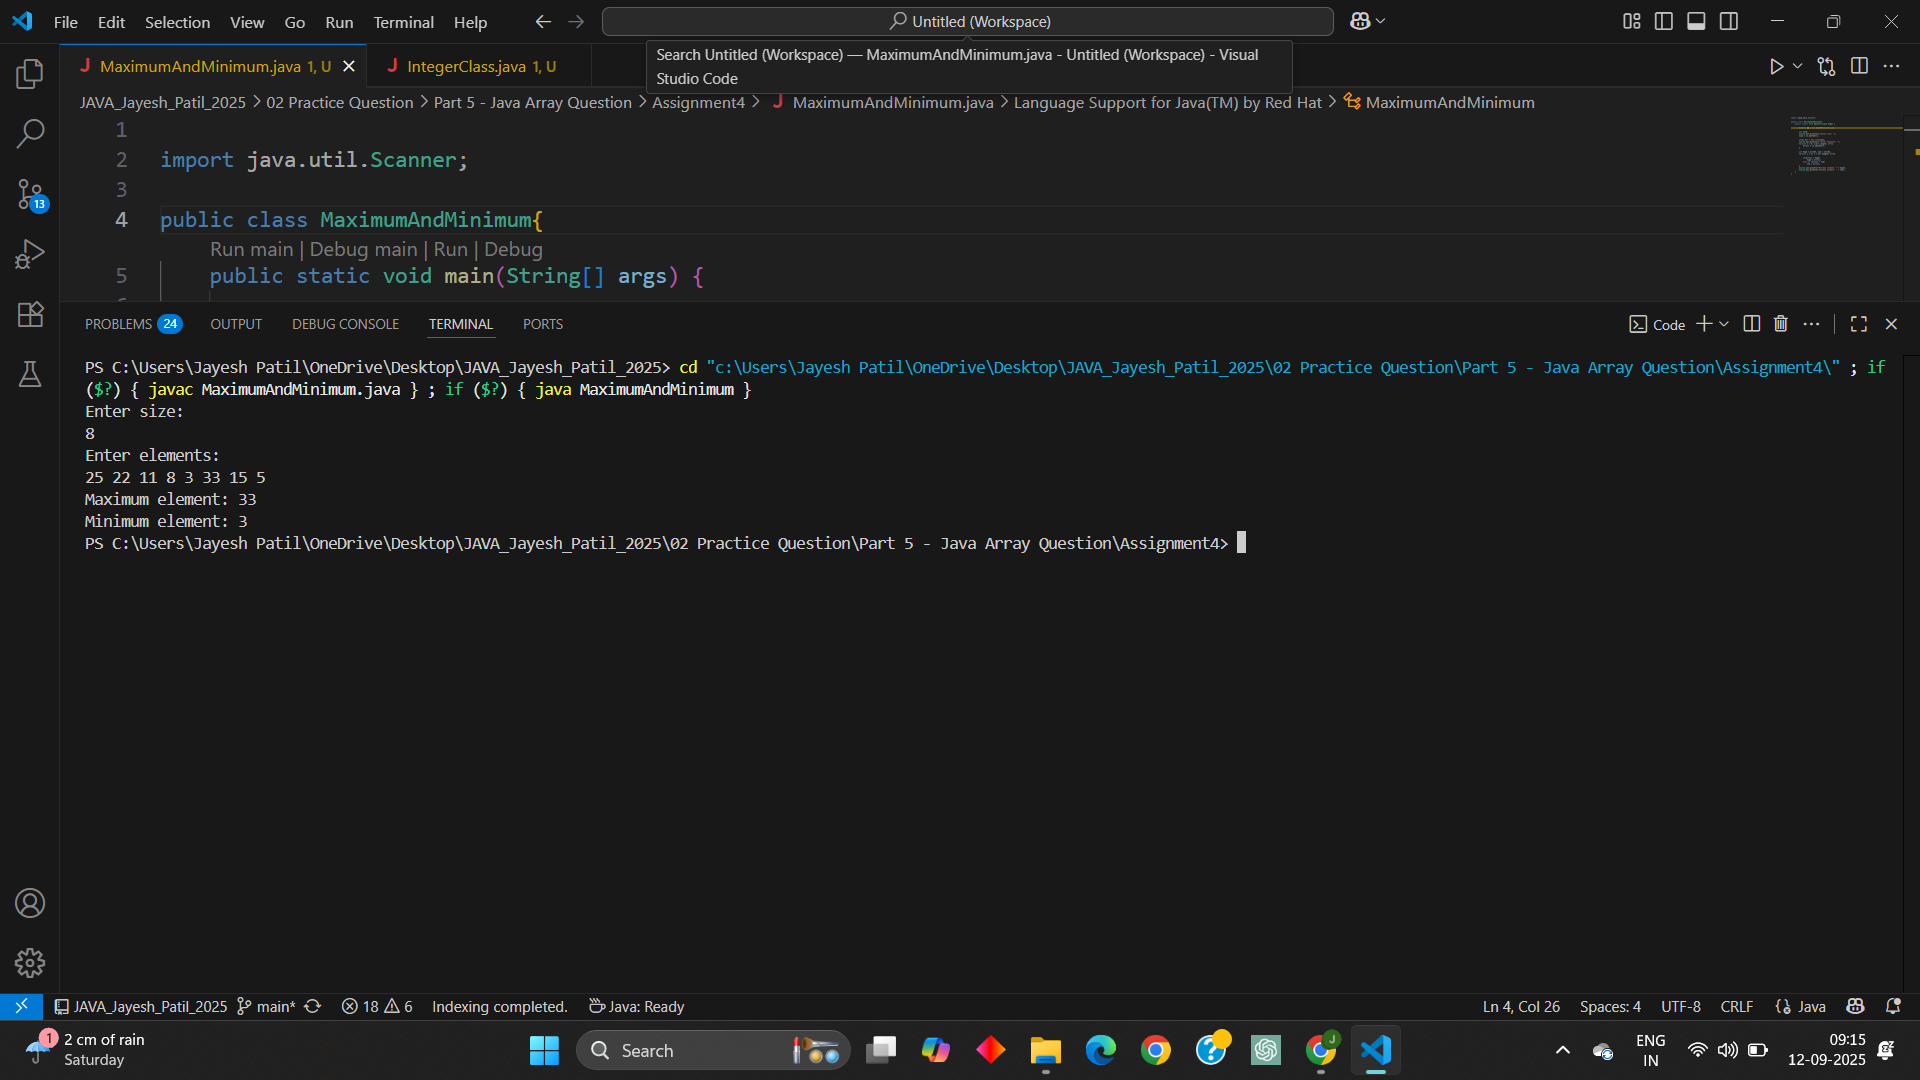 File Edit Selection View Go Run Terminal Help
Untitled (Workspace)
MaximumAndMinimum.java 1, U
IntegerClass.java 1, U
Search Untitled (Workspace) — MaximumAndMinimum.java - Untitled (Workspace) - Visual
Studio Code
JAVA_Jayesh_Patil_2025 > 02 Practice Question > Part 5 - Java Array Question > Assignment4 > J MaximumAndMinimum.java > Language Support for Java(TM) by Red Hat > MaximumAndMinimum
1
2 import java.util.Scanner;
3
4 public class MaximumAndMinimum{
Run main | Debug main | Run | Debug
5 public static void main(String[] args) {
PROBLEMS 24 OUTPUT DEBUG CONSOLE TERMINAL PORTS
Code
PS C:\Users\Jayesh Patil\OneDrive\Desktop\JAVA_Jayesh_Patil_2025> cd "c:\Users\Jayesh Patil\OneDrive\Desktop\JAVA_Jayesh_Patil_2025\02 Practice Question\Part 5 - Java Array Question\Assignment4\" ; if
($?) { javac MaximumAndMinimum.java } ; if ($?) { java MaximumAndMinimum }
Enter size:
8
Enter elements:
25 22 11 8 3 33 15 5
Maximum element: 33
Minimum element: 3
PS C:\Users\Jayesh Patil\OneDrive\Desktop\JAVA_Jayesh_Patil_2025\02 Practice Question\Part 5 - Java Array Question\Assignment4>
13
JAVA_Jayesh_Patil_2025 main* 18 6 Indexing completed. Java: Ready
Ln 4, Col 26 Spaces: 4 UTF-8 CRLF Java
1
2 cm of rain
Saturday
Search
J
ENG
IN
09:15
12-09-2025